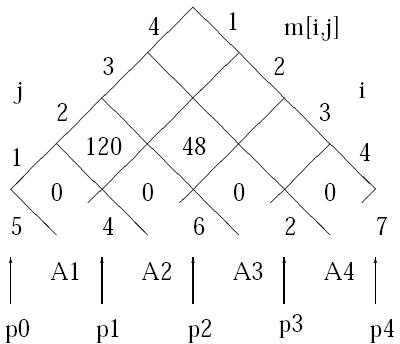 4 1 m[i,j]
3 2
j i
2 3
120 48
1 4
0 0 0 0
5 4 6 2 7
A1 A2 A3 A4
p0 p1 p2 p3 p4